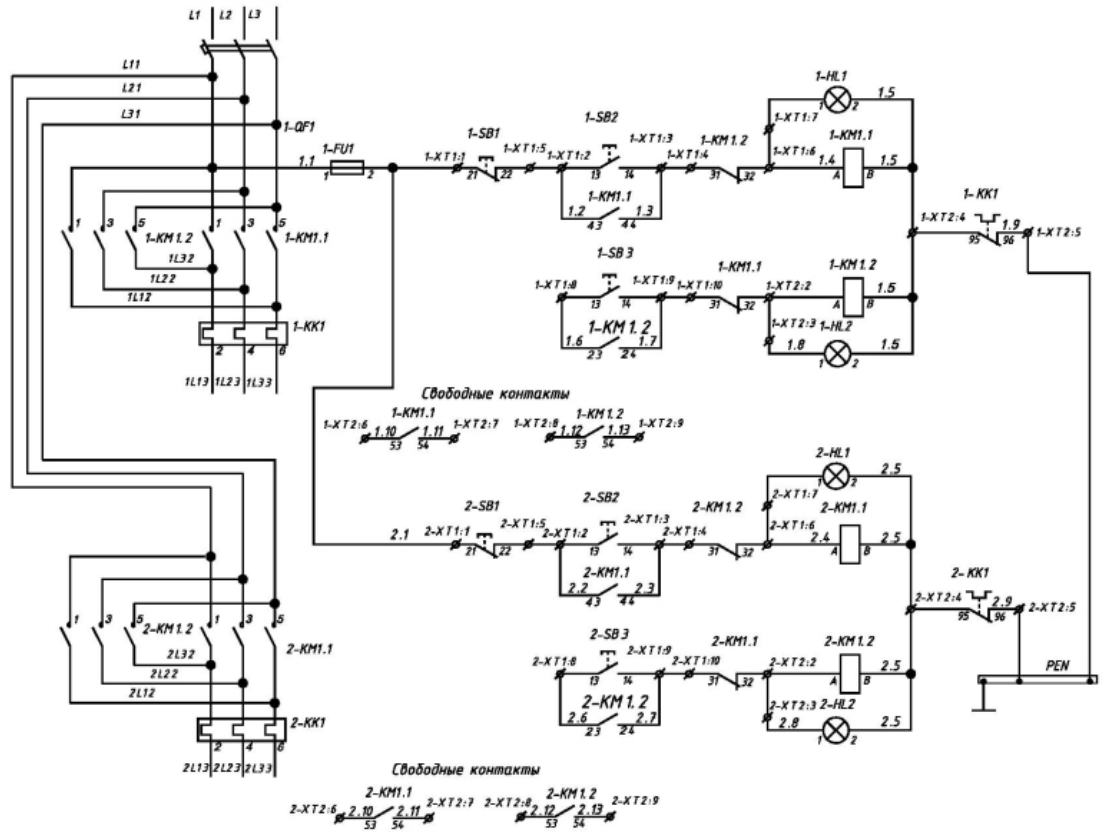 L1 L2 L3
L11
L21
L31
1-QF1
1.1
1-FU1
1 2
1-XT1:1
1-SB1
21 22
1-XT1:5
1-XT1:2
1-SB2
13 14
1-XT1:3
1-XT1:4
1-KM1.2
31 32
1-XT1:7
1-XT1:6
1-HL1
1 2
1.5
1-KM1.1
1.4
A B
1.5
1-KM1.1
1.2 1.3
43 44
1 3 5
1-KM1.2
1 3 5
1-KM1.1
1L32
1L22
1L12
1-KK1
2 4 6
1L13 1L23 1L33
1-SB3
1-XT1:8
13 14
1-XT1:9
1-XT1:10
1-KM1.1
31 32
1-XT2:2
1-KM1.2
A B
1.5
1-KM1.2
1.6 1.7
23 24
1-XT2:3
1-HL2
1.8
1 2
1.5
1-KK1
1-XT2:4
95 96
1.9
1-XT2:5
Свободные контакты
1-XT2:6
1-KM1.1
1.10 1.11
53 54
1-XT2:7
1-XT2:8
1-KM1.2
1.12 1.13
53 54
1-XT2:9
2.1
2-XT1:1
2-SB1
21 22
2-XT1:5
2-XT1:2
2-SB2
13 14
2-XT1:3
2-XT1:4
2-KM1.2
31 32
2-XT1:7
2-XT1:6
2-HL1
1 2
2.5
2-KM1.1
2.4
A B
2.5
2-KM1.1
2.2 2.3
43 44
1 3 5
2-KM1.2
1 3 5
2-KM1.1
2L32
2L22
2L12
2-KK1
2 4 6
2L13 2L23 2L33
2-SB3
2-XT1:8
13 14
2-XT1:9
2-XT1:10
2-KM1.1
31 32
2-XT2:2
2-KM1.2
A B
2.5
2-KM1.2
2.6 2.7
23 24
2-XT2:3
2-HL2
2.8
1 2
2.5
2-KK1
2-XT2:4
95 96
2.9
2-XT2:5
PEN
Свободные контакты
2-XT2:6
2-KM1.1
2.10 2.11
53 54
2-XT2:7
2-XT2:8
2-KM1.2
2.12 2.13
53 54
2-XT2:9